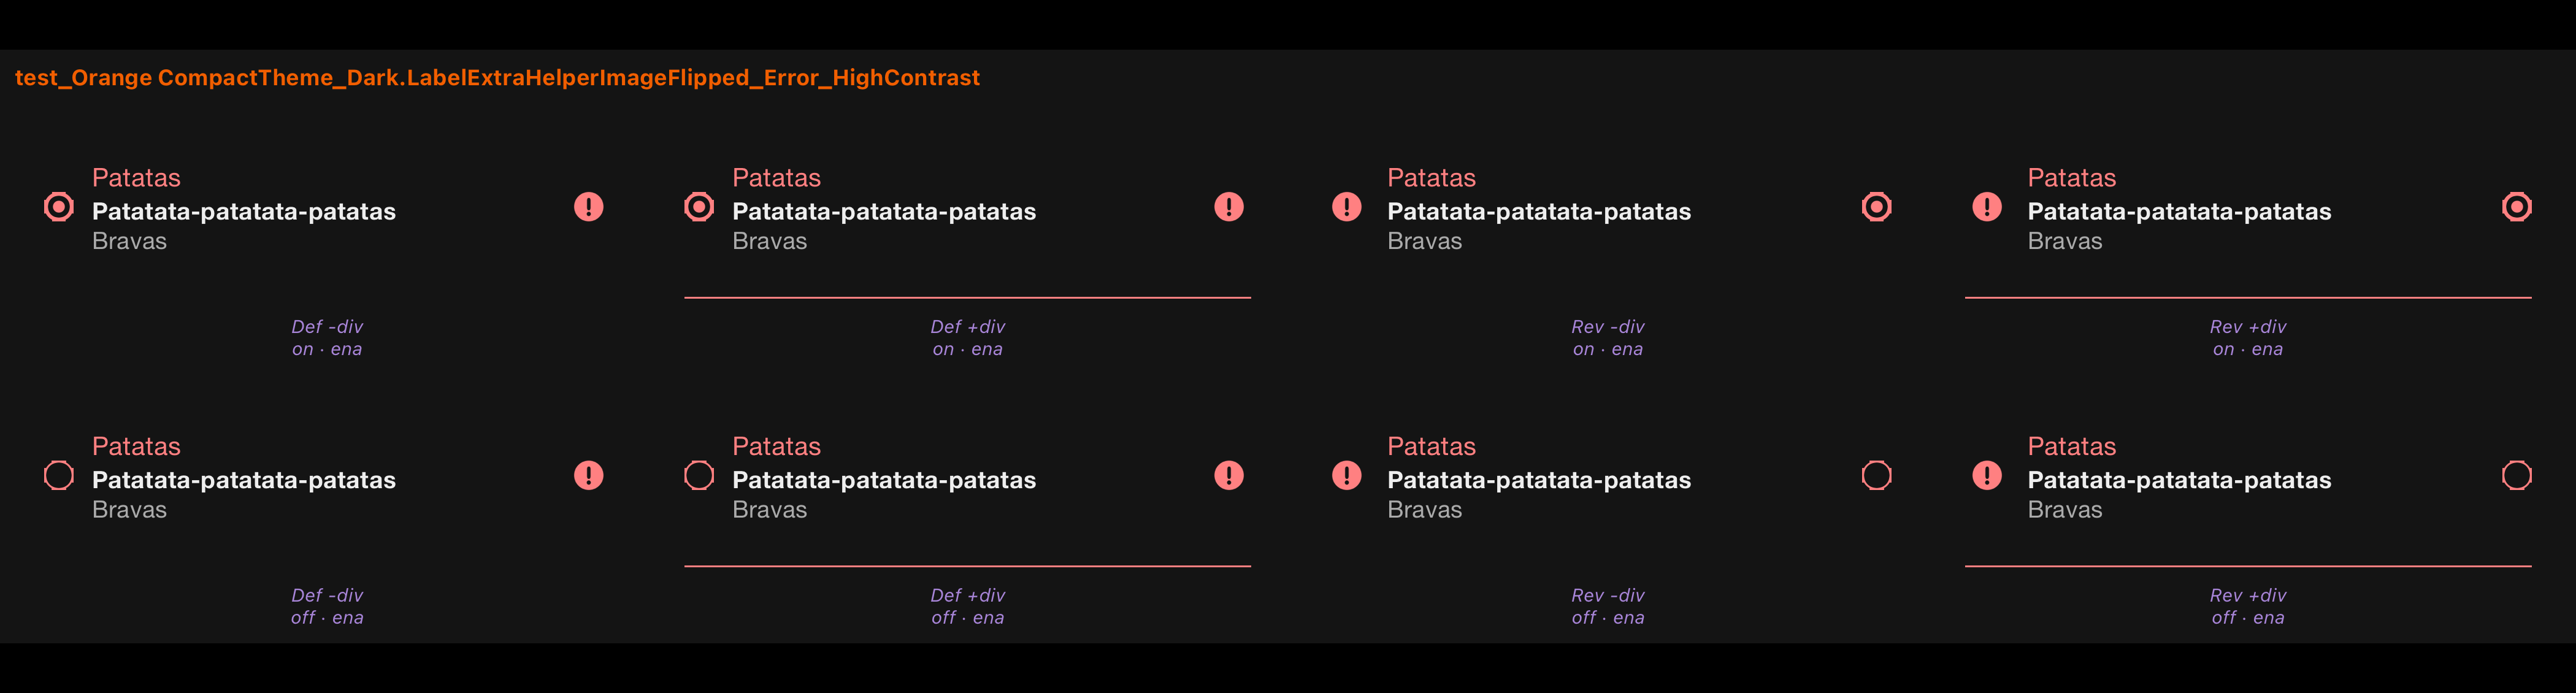 test_Orange CompactTheme_Dark.LabelExtraHelperImageFlipped_Error_HighContrast
Patatas
Patatata-patatata-patatas
Bravas
Def -div
on · ena
Patatas
Patatata-patatata-patatas
Bravas
Def +div
on · ena
Patatas
Patatata-patatata-patatas
Bravas
Rev -div
on · ena
Patatas
Patatata-patatata-patatas
Bravas
Rev +div
on · ena
Patatas
Patatata-patatata-patatas
Bravas
Def -div
off · ena
Patatas
Patatata-patatata-patatas
Bravas
Def +div
off · ena
Patatas
Patatata-patatata-patatas
Bravas
Rev -div
off · ena
Patatas
Patatata-patatata-patatas
Bravas
Rev +div
off · ena